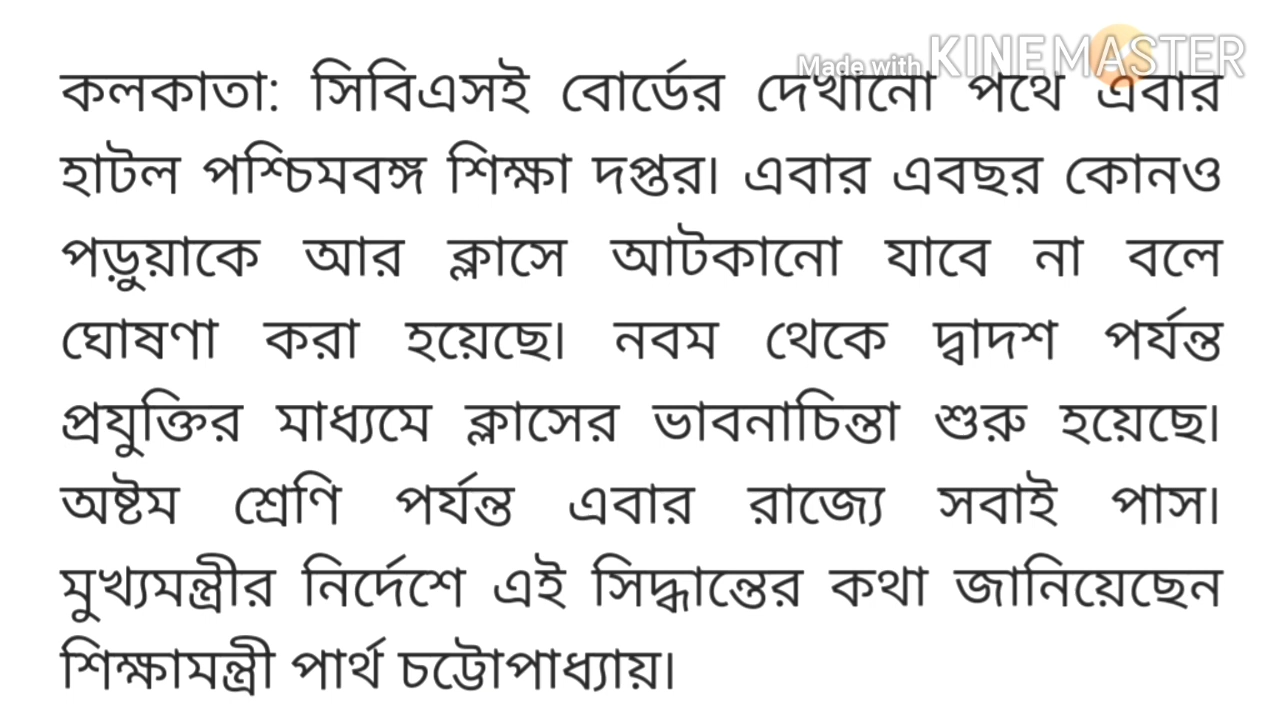 Made with KINEMASTER
কলকাতা: সিবিএসই বোর্ডের দেখানো পথে এবার
হাটল পশ্চিমবঙ্গ শিক্ষা দপ্তর। এবার এবছর কোনও
পড়ুয়াকে আর ক্লাসে আটকানো যাবে না বলে
ঘোষণা করা হয়েছে। নবম থেকে দ্বাদশ পর্যন্ত
প্রযুক্তির মাধ্যমে ক্লাসের ভাবনাচিন্তা শুরু হয়েছে।
অষ্টম শ্রেণি পর্যন্ত এবার রাজ্যে সবাই পাস।
মুখ্যমন্ত্রীর নির্দেশে এই সিদ্ধান্তের কথা জানিয়েছেন
শিক্ষামন্ত্রী পার্থ চট্টোপাধ্যায়।